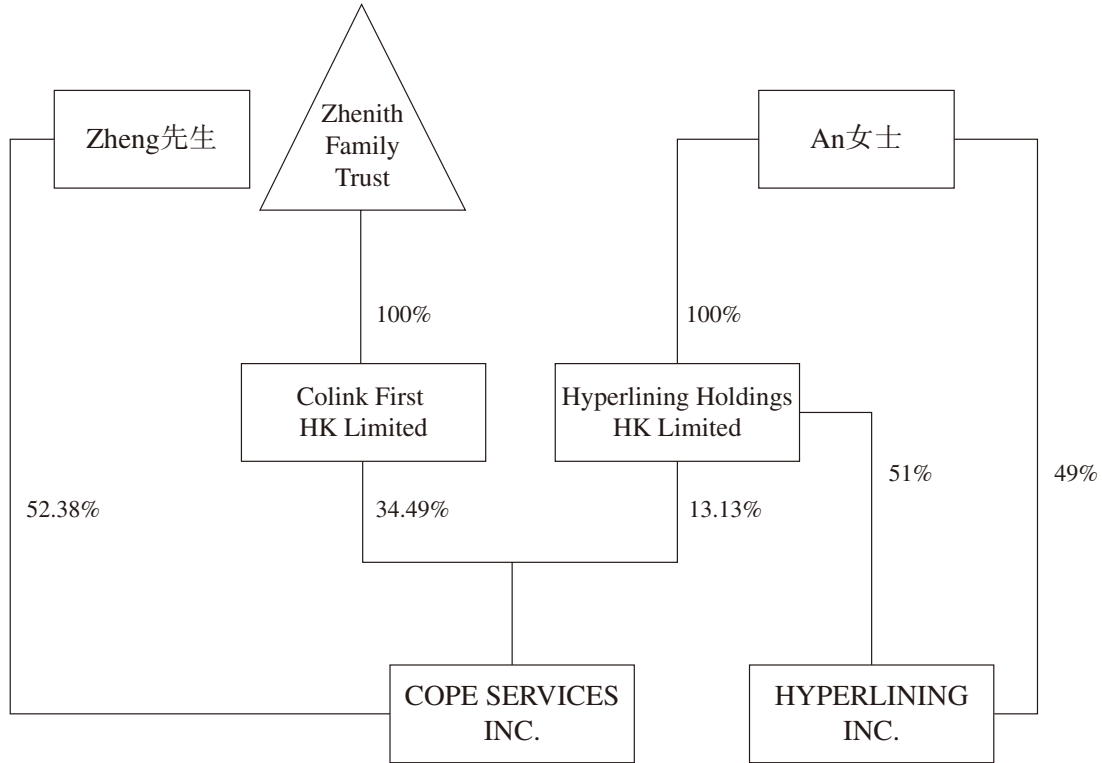 Zheng先生
Zhenith
Family
Trust
An女士
100%
100%
Colink First
HK Limited
Hyperlining Holdings
HK Limited
52.38%
34.49%
13.13%
51%
49%
COPE SERVICES
INC.
HYPERLINING
INC.